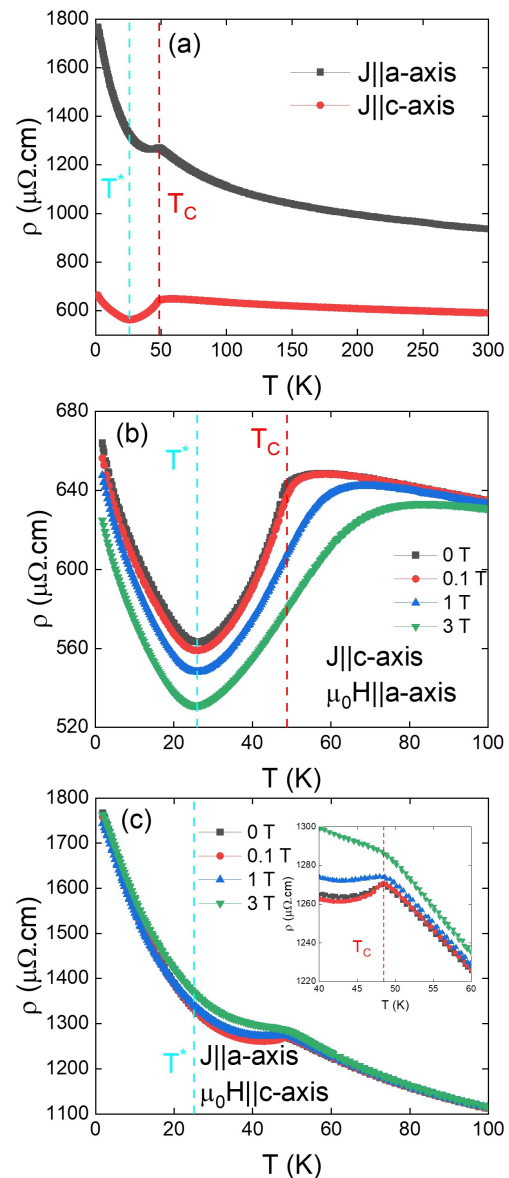 (a)
J||a-axis
J||c-axis
T*
T_C
ρ (μΩ.cm)
1800
1600
1400
1200
1000
800
600
0 50 100 150 200 250 300
T (K)
(b)
T*
T_C
0 T
0.1 T
1 T
3 T
J||c-axis
μ₀H||a-axis
ρ (μΩ.cm)
680
640
600
560
520
0 20 40 60 80 100
T (K)
(c)
0 T
0.1 T
1 T
3 T
ρ (μΩ.cm)
1300
1280
1260
1240
1220
T_C
40 45 50 55 60
T (K)
T*
J||a-axis
μ₀H||c-axis
ρ (μΩ.cm)
1800
1700
1600
1500
1400
1300
1200
1100
0 20 40 60 80 100
T (K)